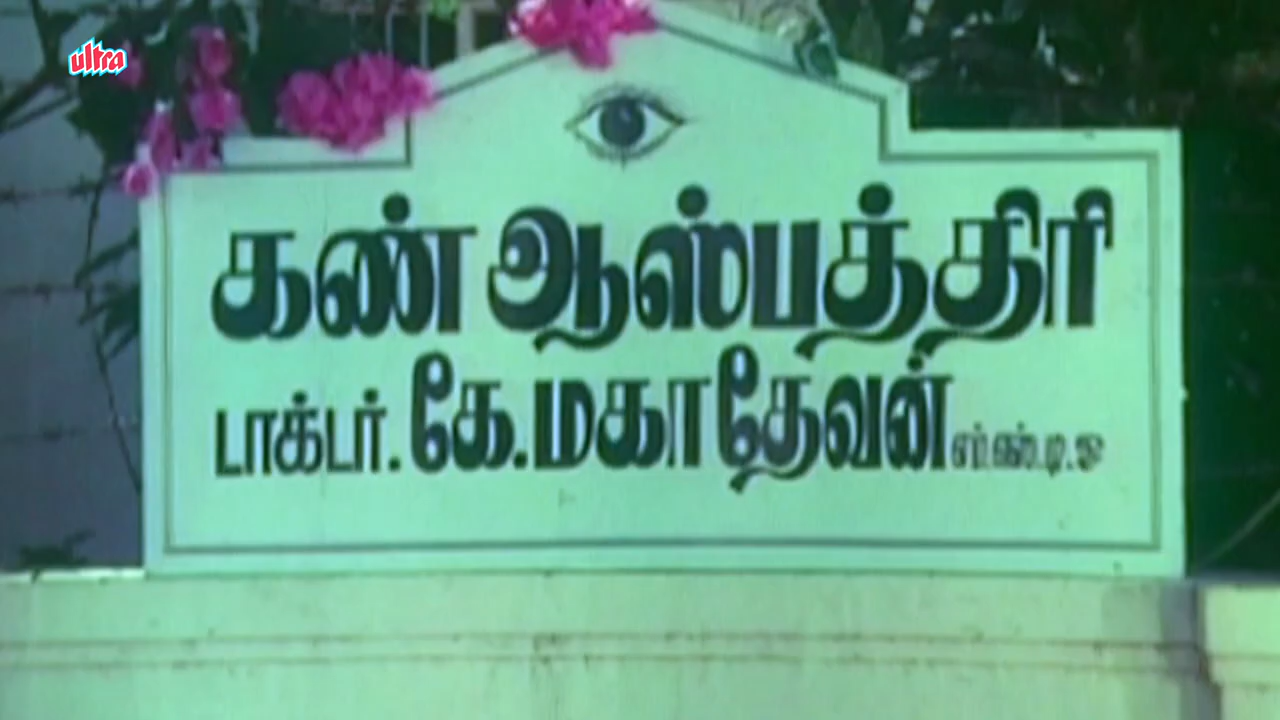 ultra
கண் ஆஸ்பத்திரி
டாக்டர். கே.மகாதேவன்